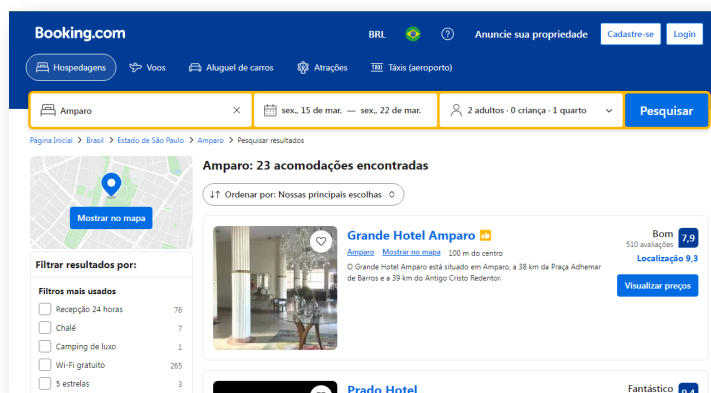 Booking.com
BRL
Anuncie sua propriedade
Cadastre-se
Login
Hospedagens
Voos
Aluguel de carros
Atrações
TAXI
Táxis (aeroporto)
Amparo
sex., 15 de mar. — sex., 22 de mar.
2 adultos · 0 criança · 1 quarto
Pesquisar
Página Inicial > Brasil > Estado de São Paulo > Amparo > Pesquisar resultados
Mostrar no mapa
Filtrar resultados por:
Filtros mais usados
Recepção 24 horas 76
Chalé 7
Camping de luxo 1
Wi-Fi gratuito 265
5 estrelas 3
Amparo: 23 acomodações encontradas
Ordenar por: Nossas principais escolhas
Grande Hotel Amparo
Amparo · Mostrar no mapa · 100 m do centro
O Grande Hotel Amparo está situado em Amparo, a 38 km da Praça Adhemar
de Barros e a 39 km do Antigo Cristo Redentor.
Bom 7,9
510 avaliações
Localização 9,3
Visualizar preços
Prado Hotel
Fantástico 9,4